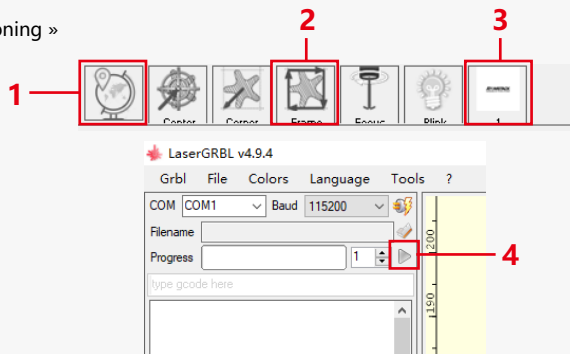 oning »
2
3
1
Center
Corner
Frame
Focus
Blink
1
LaserGRBL v4.9.4
Grbl File Colors Language Tools ?
COM COM1 Baud 115200
Filename
Progress 1
4
type gcode here
200
190